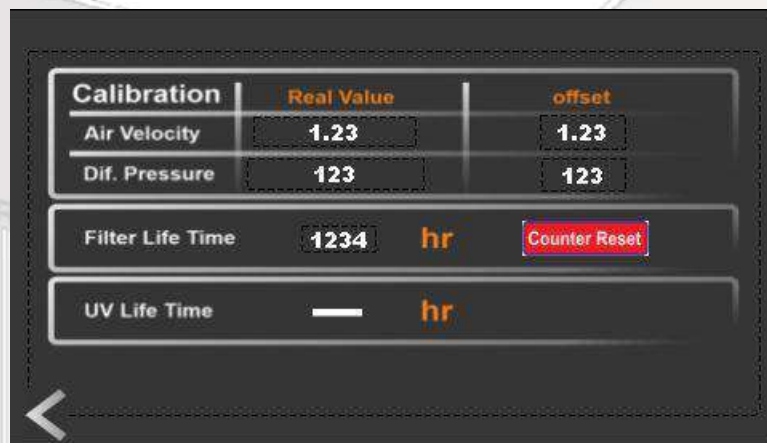 Calibration Real Value offset
Air Velocity 1.23 1.23
Dif. Pressure 123 123
Filter Life Time 1234 hr Counter Reset
UV Life Time hr